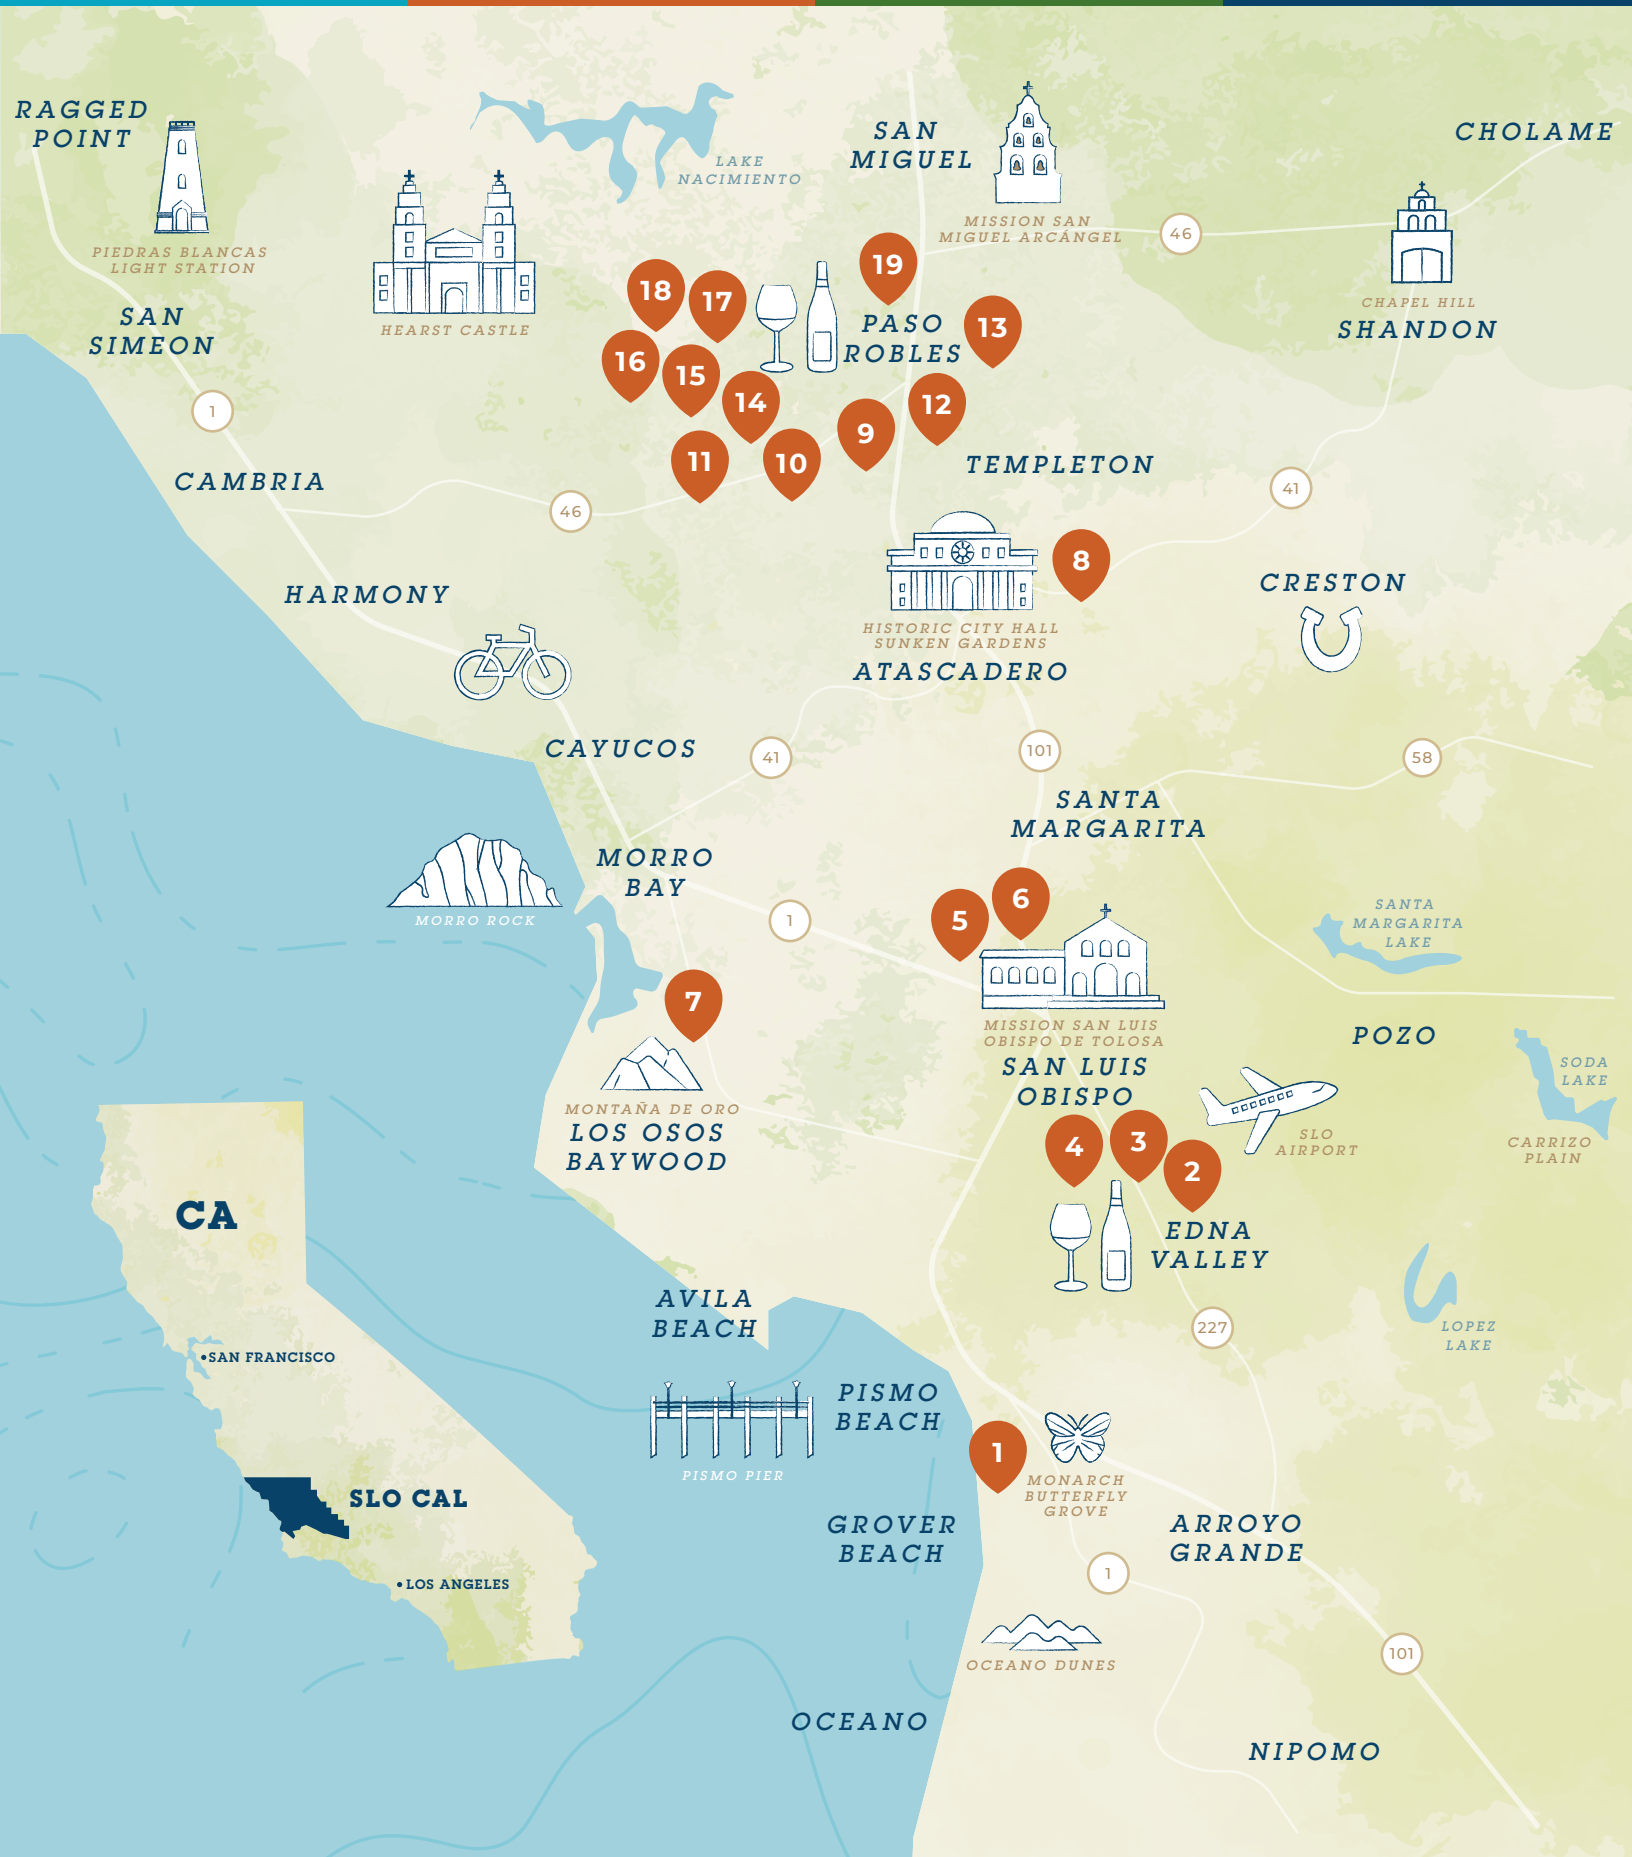 RAGGED
POINT
PIEDRAS BLANCAS
LIGHT STATION
SAN
SIMEON
HEARST CASTLE
LAKE
NACIMIENTO
SAN
MIGUEL
MISSION SAN
MIGUEL ARCÁNGEL
46
CHOLAME
CHAPEL HILL
SHANDON
19
18
17
PASO
ROBLES
13
16
15
14
12
9
11
10
1
CAMBRIA
46
TEMPLETON
41
HARMONY
8
HISTORIC CITY HALL
SUNKEN GARDENS
ATASCADERO
CRESTON
CAYUCOS
41
101
58
SANTA
MARGARITA
MORRO
BAY
MORRO ROCK
1
5
6
SANTA
MARGARITA
LAKE
7
MISSION SAN LUIS
OBISPO DE TOLOSA
SAN LUIS
OBISPO
POZO
SODA
LAKE
CARRIZO
PLAIN
MONTAÑA DE ORO
LOS OSOS
BAYWOOD
SLO
AIRPORT
4
3
2
EDNA
VALLEY
227
LOPEZ
LAKE
AVILA
BEACH
PISMO
BEACH
PISMO PIER
1
MONARCH
BUTTERFLY
GROVE
GROVER
BEACH
ARROYO
GRANDE
1
OCEANO DUNES
101
OCEANO
NIPOMO
CA
•SAN FRANCISCO
SLO CAL
•LOS ANGELES